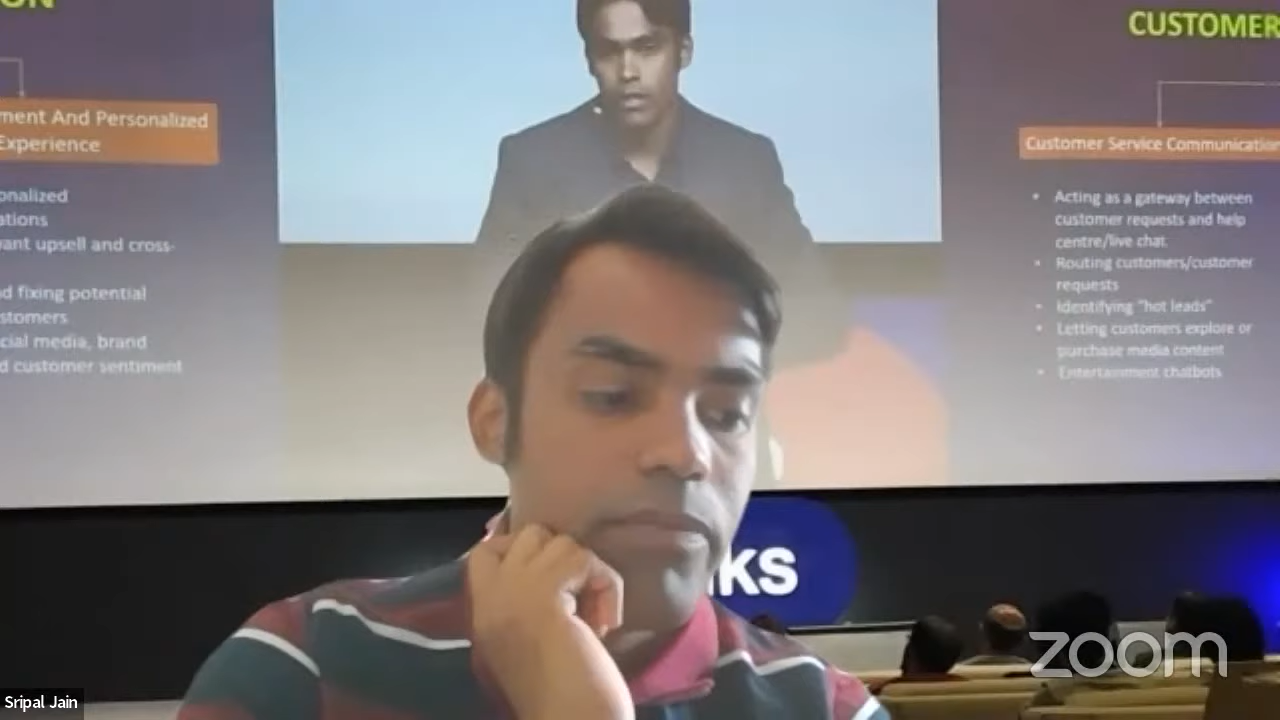 ON
ment And Personalized
Experience
onalized
ations
vant upsell and cross-
d fixing potential
stomers
cial media, brand
d customer sentiment
CUSTOMER
Customer Service Communication
• Acting as a gateway between
customer requests and help
centre/live chat.
• Routing customers/customer
requests
• Identifying "hot leads"
• Letting customers explore or
purchase media content
• Entertainment chatbots
ks
zoom
Sripal Jain